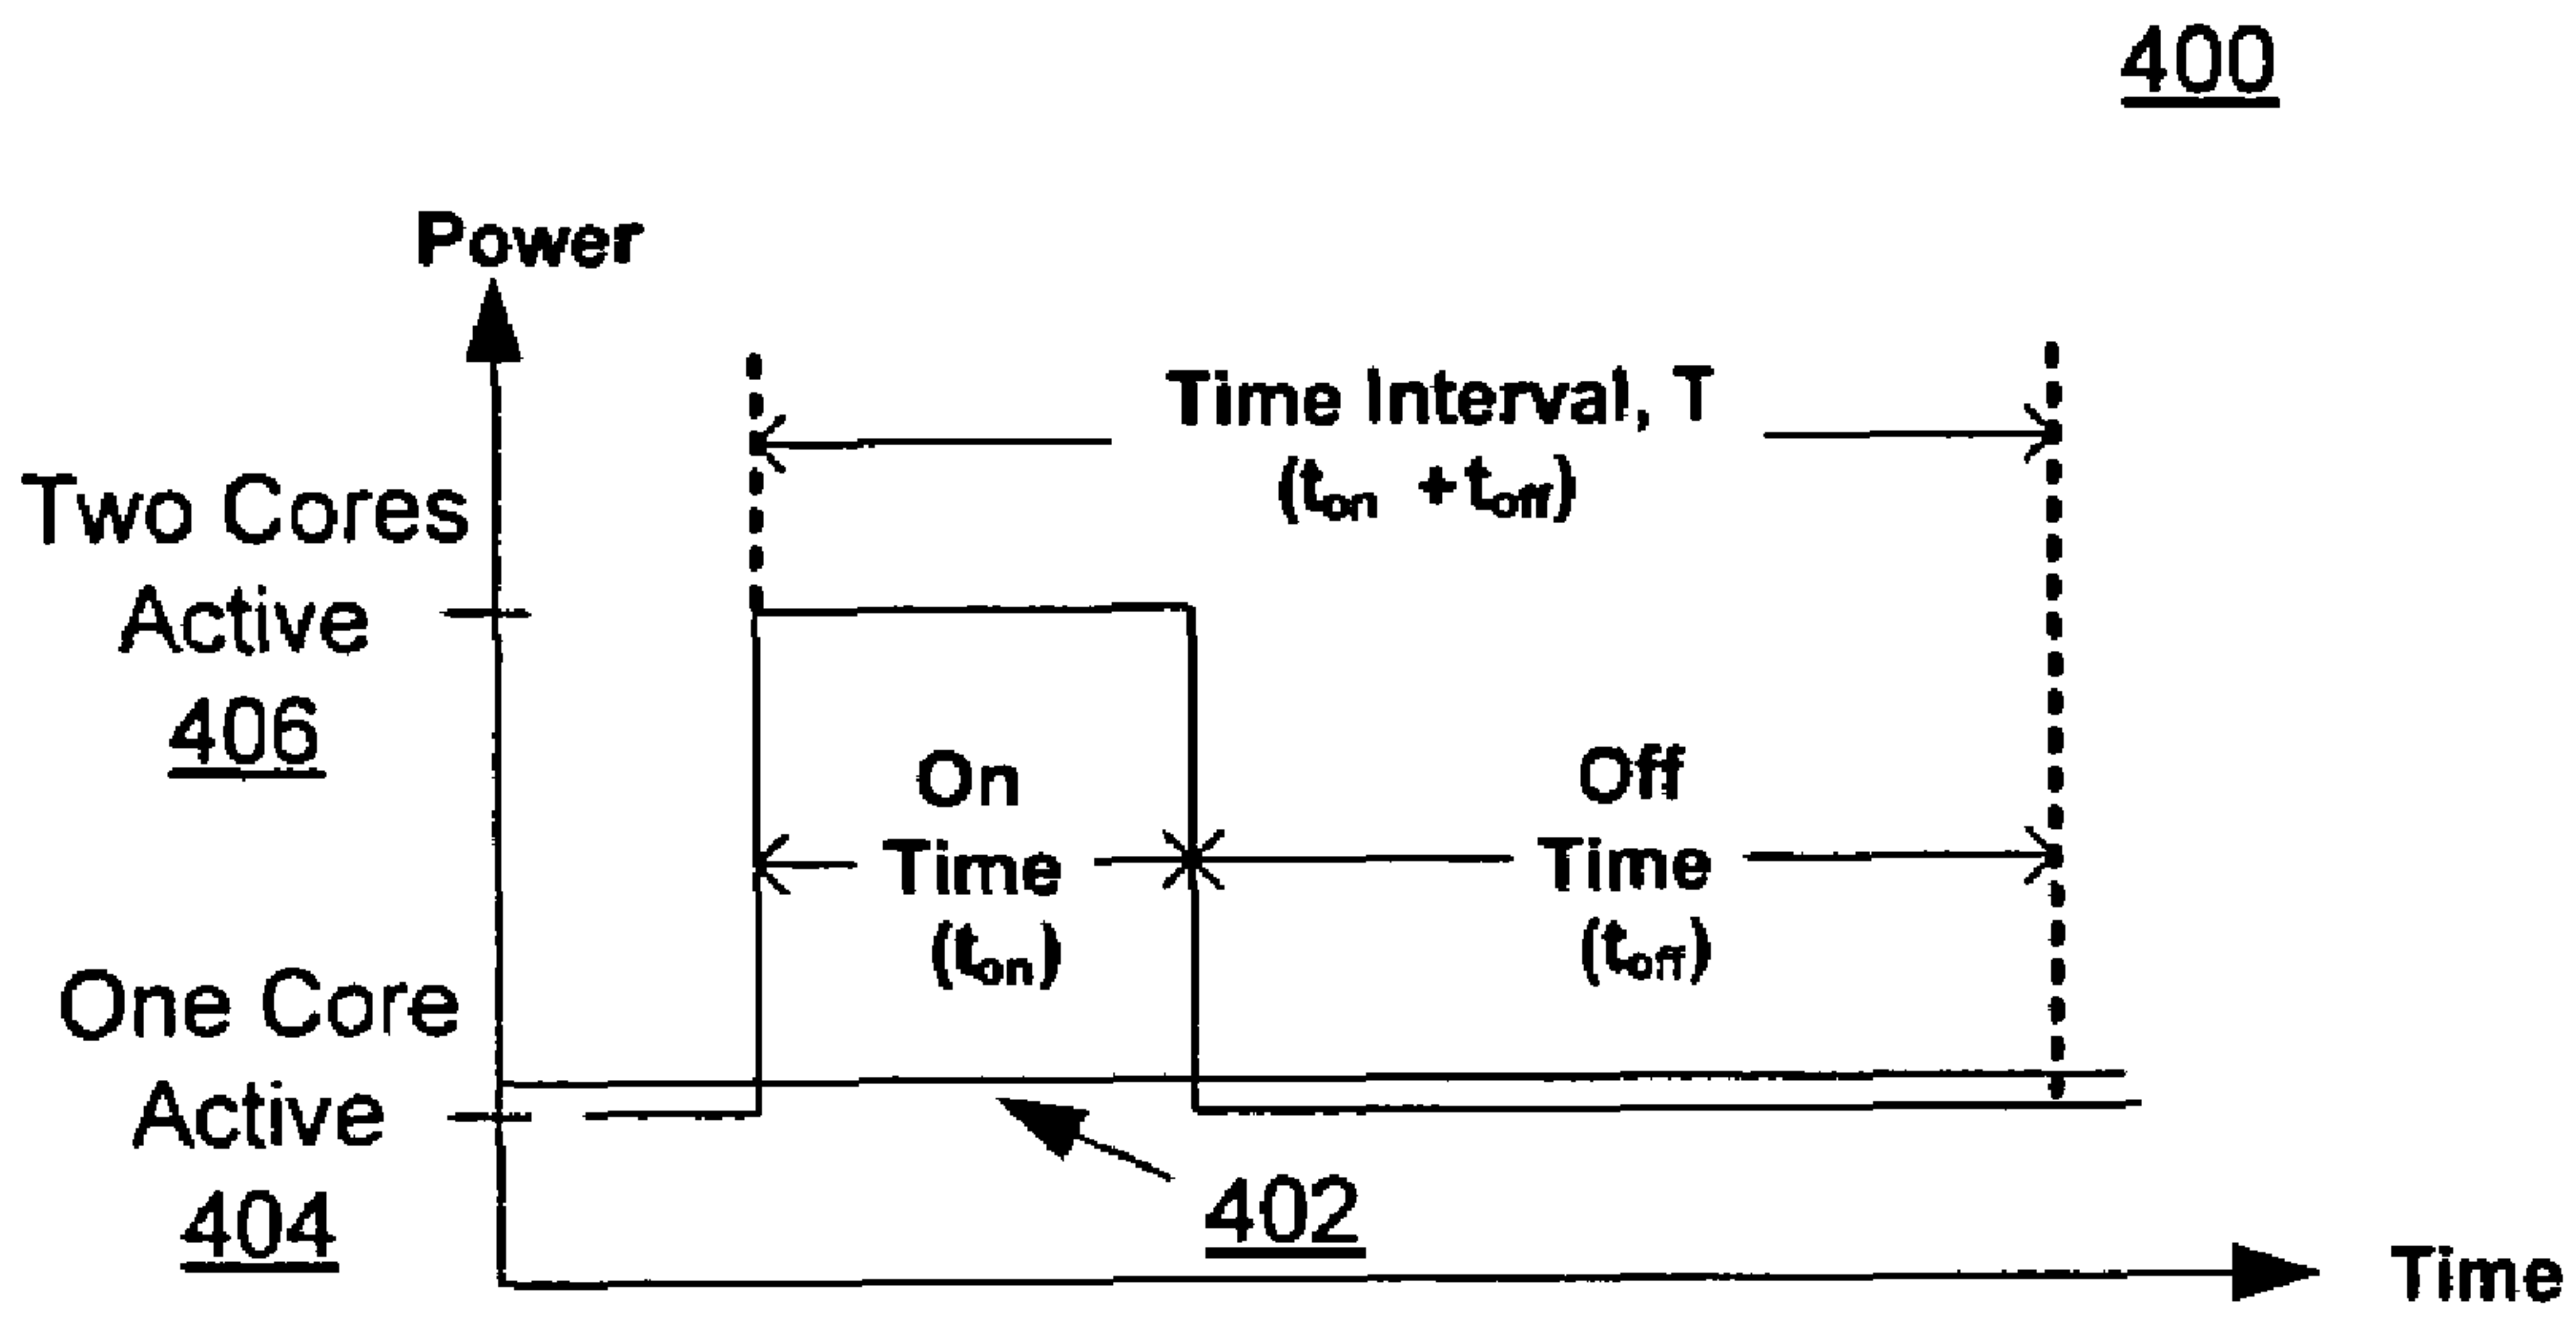 400
Power
Time Interval, T
(ton + toff)
Two Cores
Active
406
On
Time
(ton)
Off
Time
(toff)
One Core
Active
404
402
Time